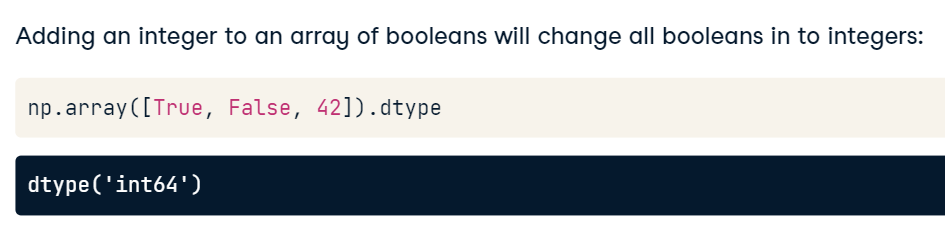 Adding an integer to an array of booleans will change all booleans in to integers:
np.array([True, False, 42]).dtype
dtype('int64')